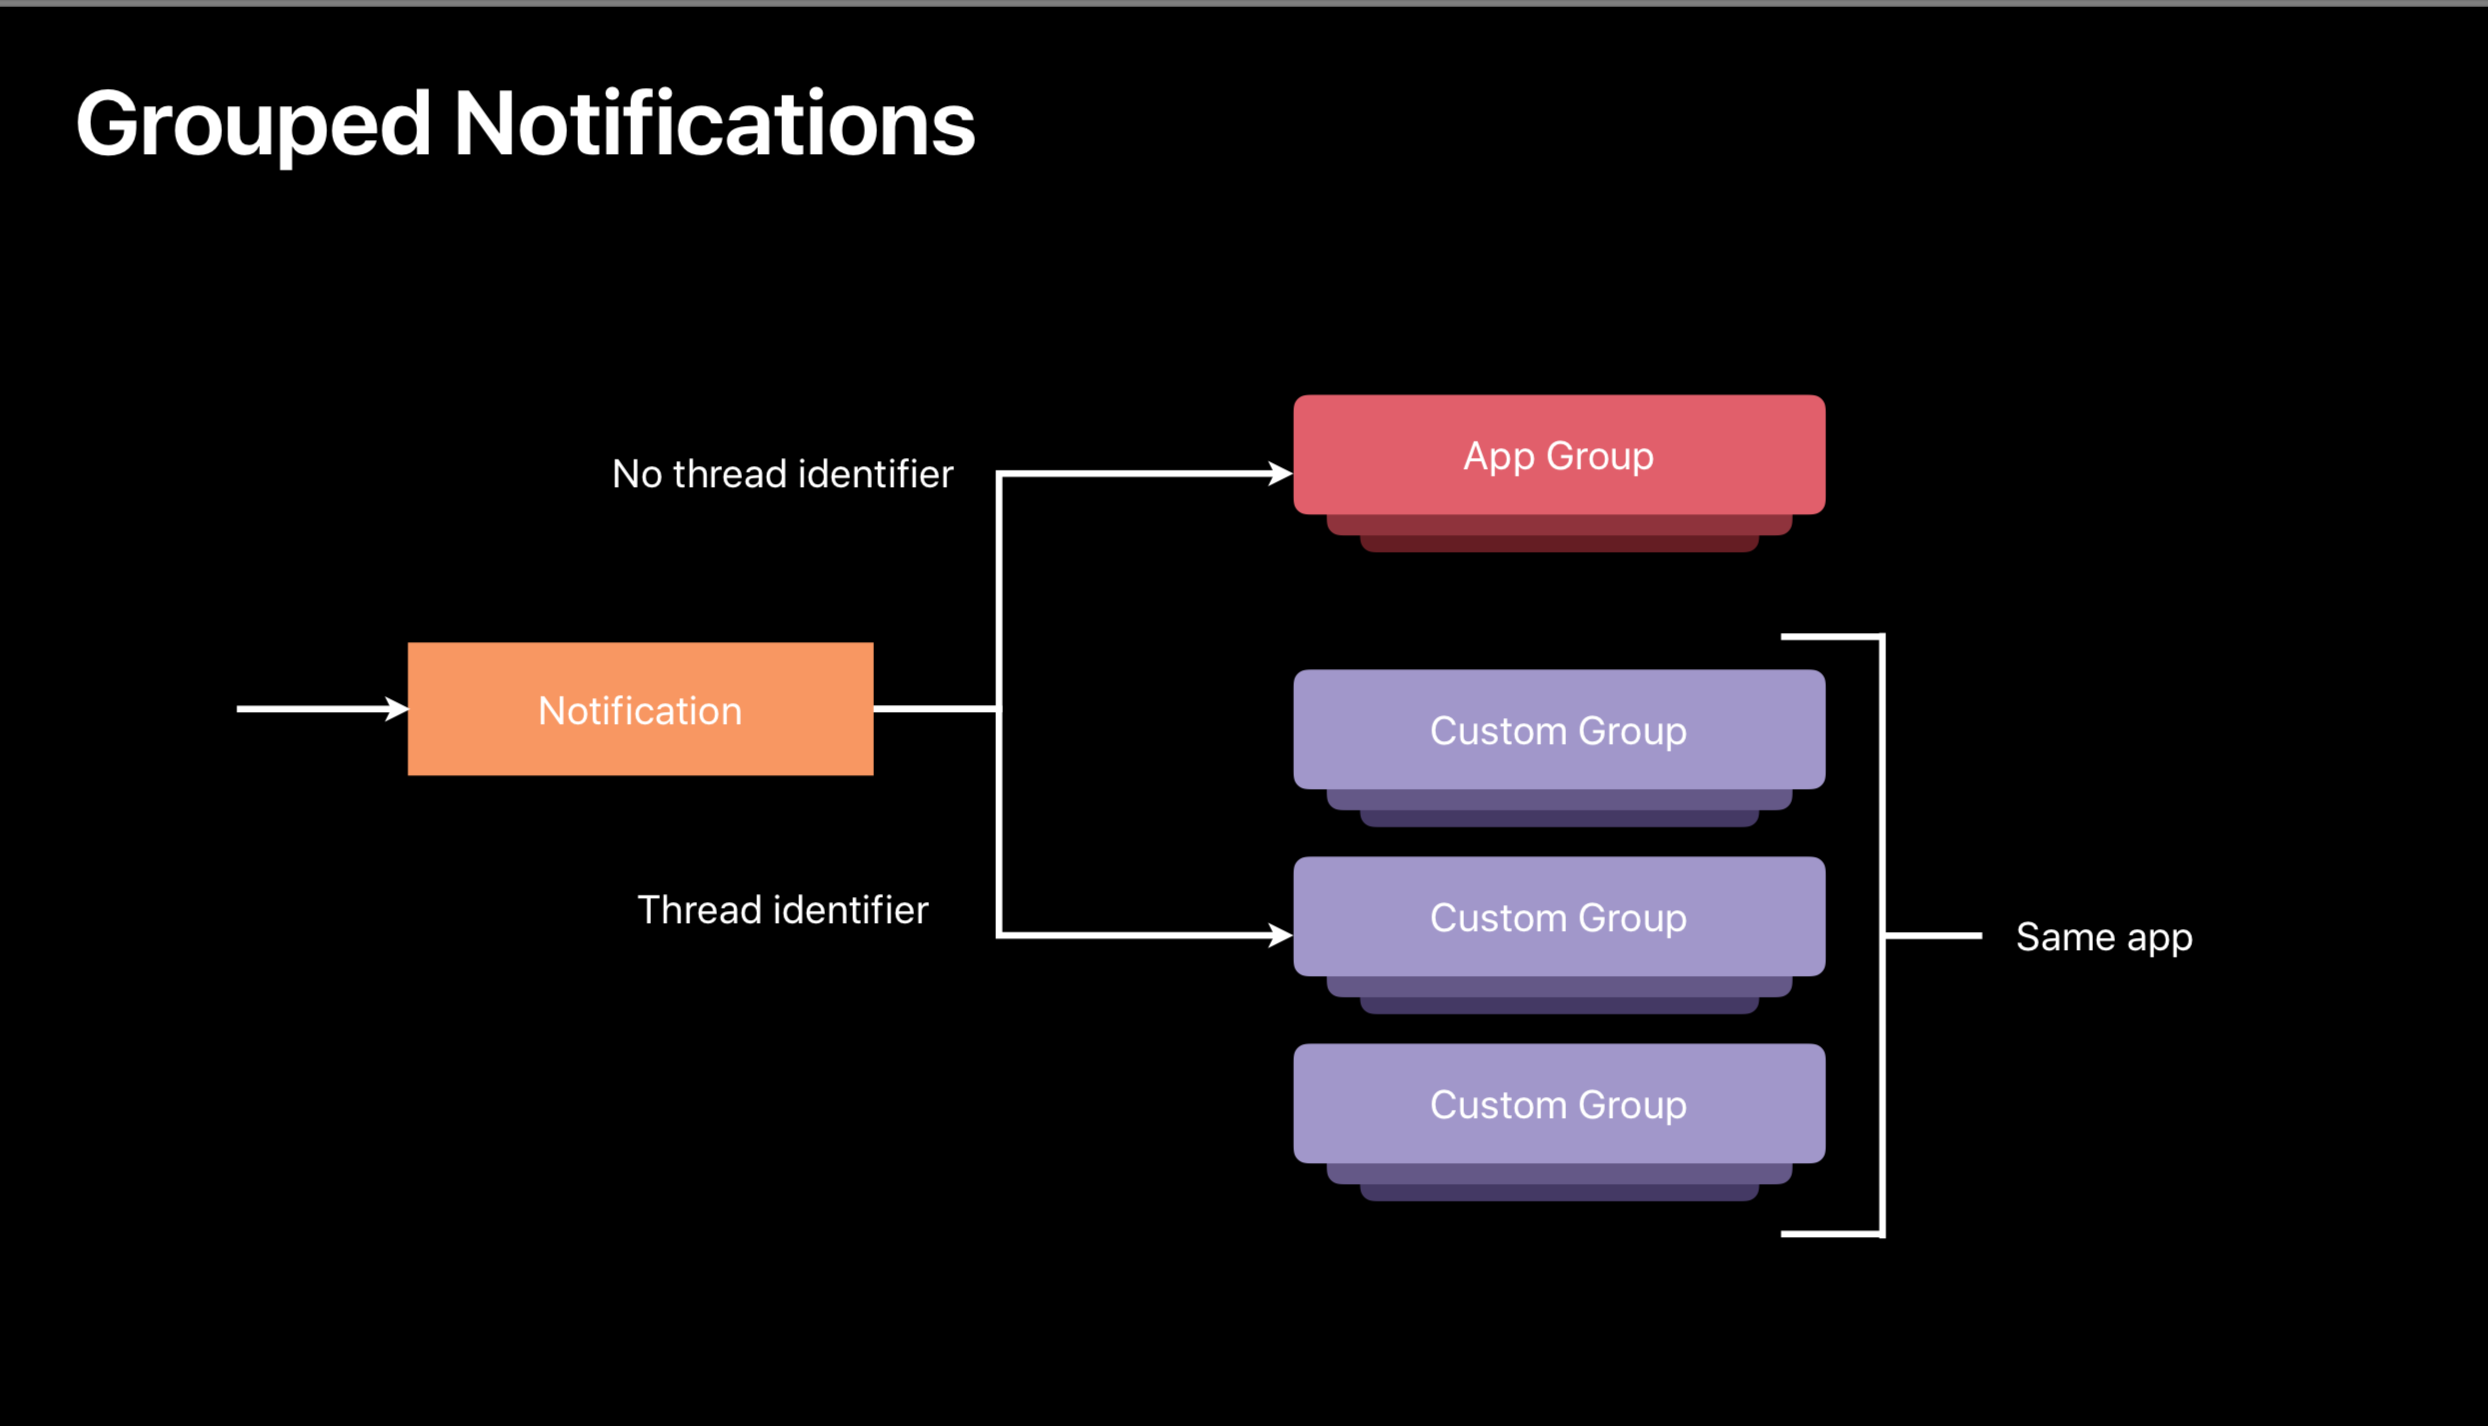 Grouped Notifications
No thread identifier
App Group
Notification
Custom Group
Thread identifier
Custom Group
Same app
Custom Group